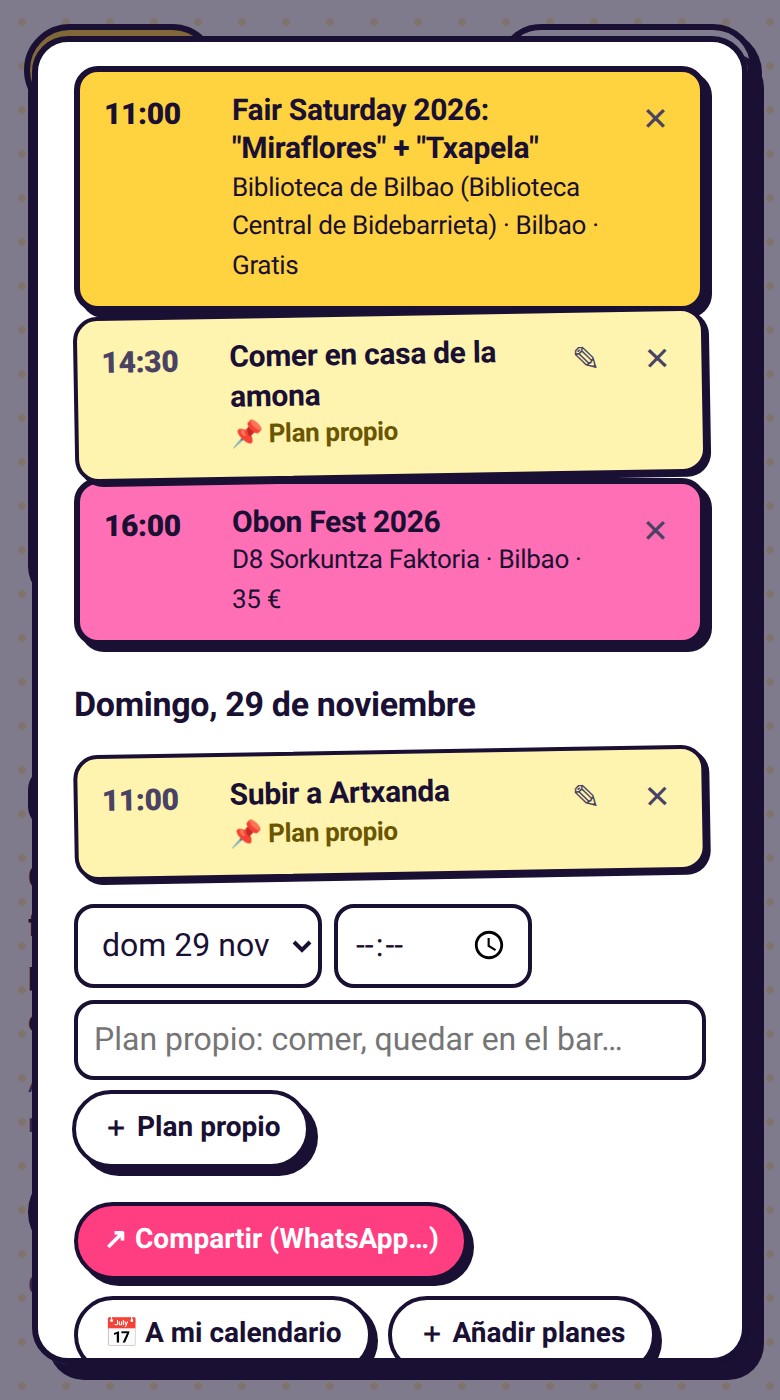 11:00
Fair Saturday 2026:
"Miraflores" + "Txapela"
Biblioteca de Bilbao (Biblioteca
Central de Bidebarrieta) · Bilbao ·
Gratis
14:30
Comer en casa de la
amona
📌 Plan propio
16:00
Obon Fest 2026
D8 Sorkuntza Faktoria · Bilbao ·
35 €
Domingo, 29 de noviembre
11:00
Subir a Artxanda
📌 Plan propio
dom 29 nov
--:--
Plan propio: comer, quedar en el bar…
+ Plan propio
↗ Compartir (WhatsApp…)
📅 A mi calendario
+ Añadir planes